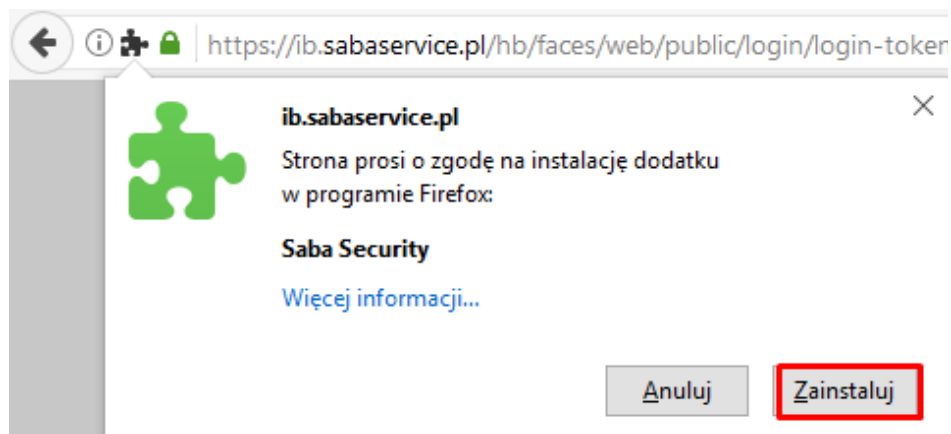 https://ib.sabaservice.pl/hb/faces/web/public/login/login-token
ib.sabaservice.pl
Strona prosi o zgodę na instalację dodatku
w programie Firefox:
Saba Security
Więcej informacji...
Anuluj Zainstaluj